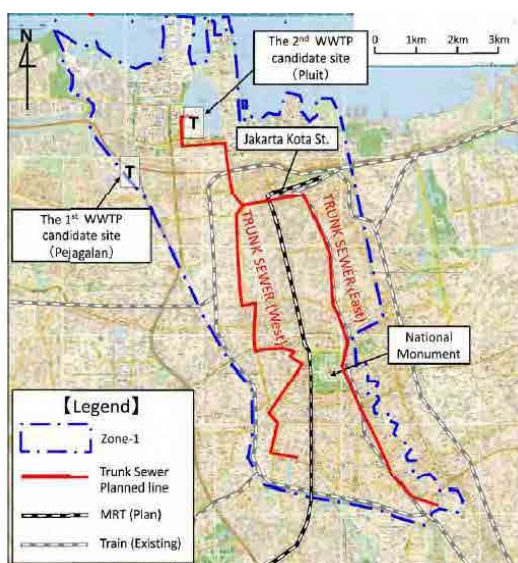 N
The 2nd WWTP
candidate site
(Pluit)
0 1km 2km 3km
T
Jakarta Kota St.
T
The 1st WWTP
candidate site
(Pejagalan)
TRUNK SEWER (West)
TRUNK SEWER (East)
National
Monument
【Legend】
Zone-1
Trunk Sewer
Planned line
MRT (Plan)
Train (Existing)